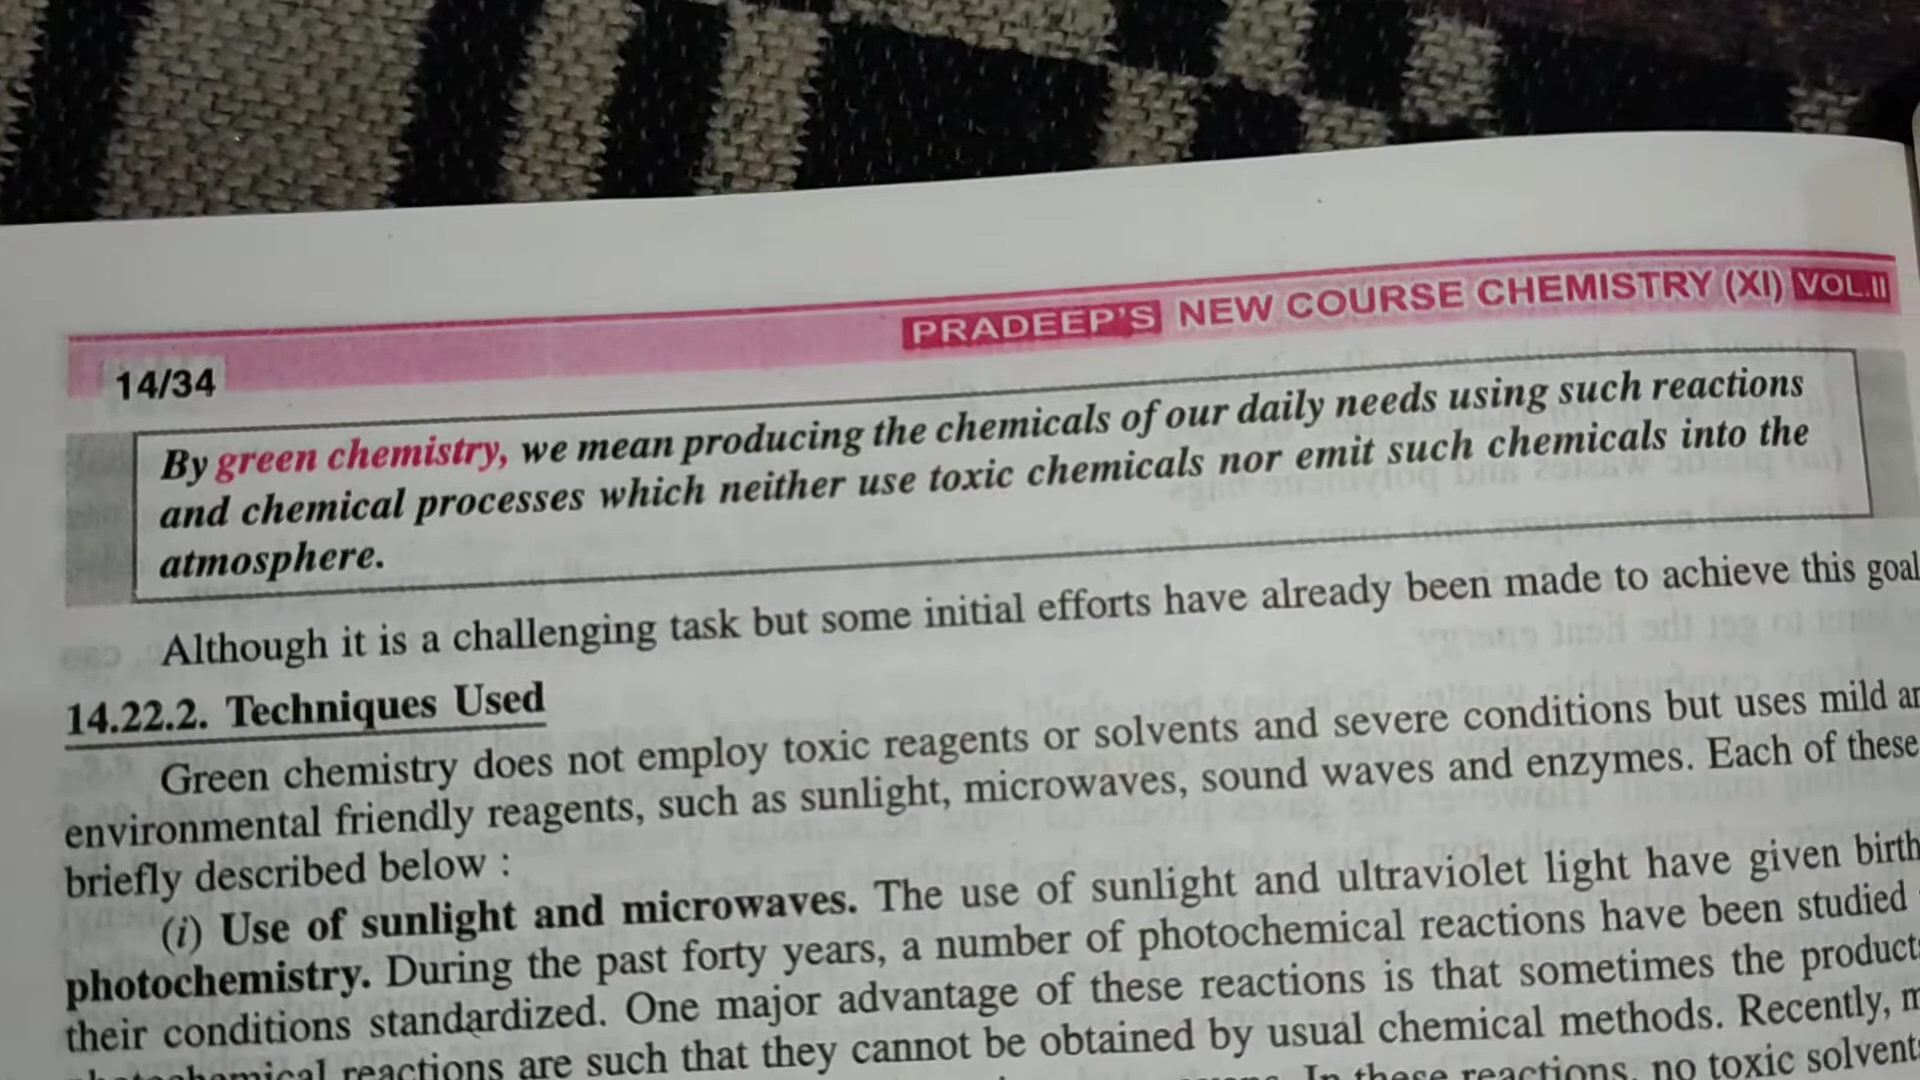 PRADEEP'S NEW COURSE CHEMISTRY (XI) VOL.II
14/34
By green chemistry, we mean producing the chemicals of our daily needs using such reactions
and chemical processes which neither use toxic chemicals nor emit such chemicals into the
atmosphere.
Although it is a challenging task but some initial efforts have already been made to achieve this goal
14.22.2. Techniques Used
Green chemistry does not employ toxic reagents or solvents and severe conditions but uses mild
environmental friendly reagents, such as sunlight, microwaves, sound waves and enzymes. Each of these
briefly described below :
(i) Use of sunlight and microwaves. The use of sunlight and ultraviolet light have given birth
photochemistry. During the past forty years, a number of photochemical reactions have been studied
their conditions standardized. One major advantage of these reactions is that sometimes the product
reactions are such that they cannot be obtained by usual chemical methods. Recently,
In these reactions, no toxic solvent